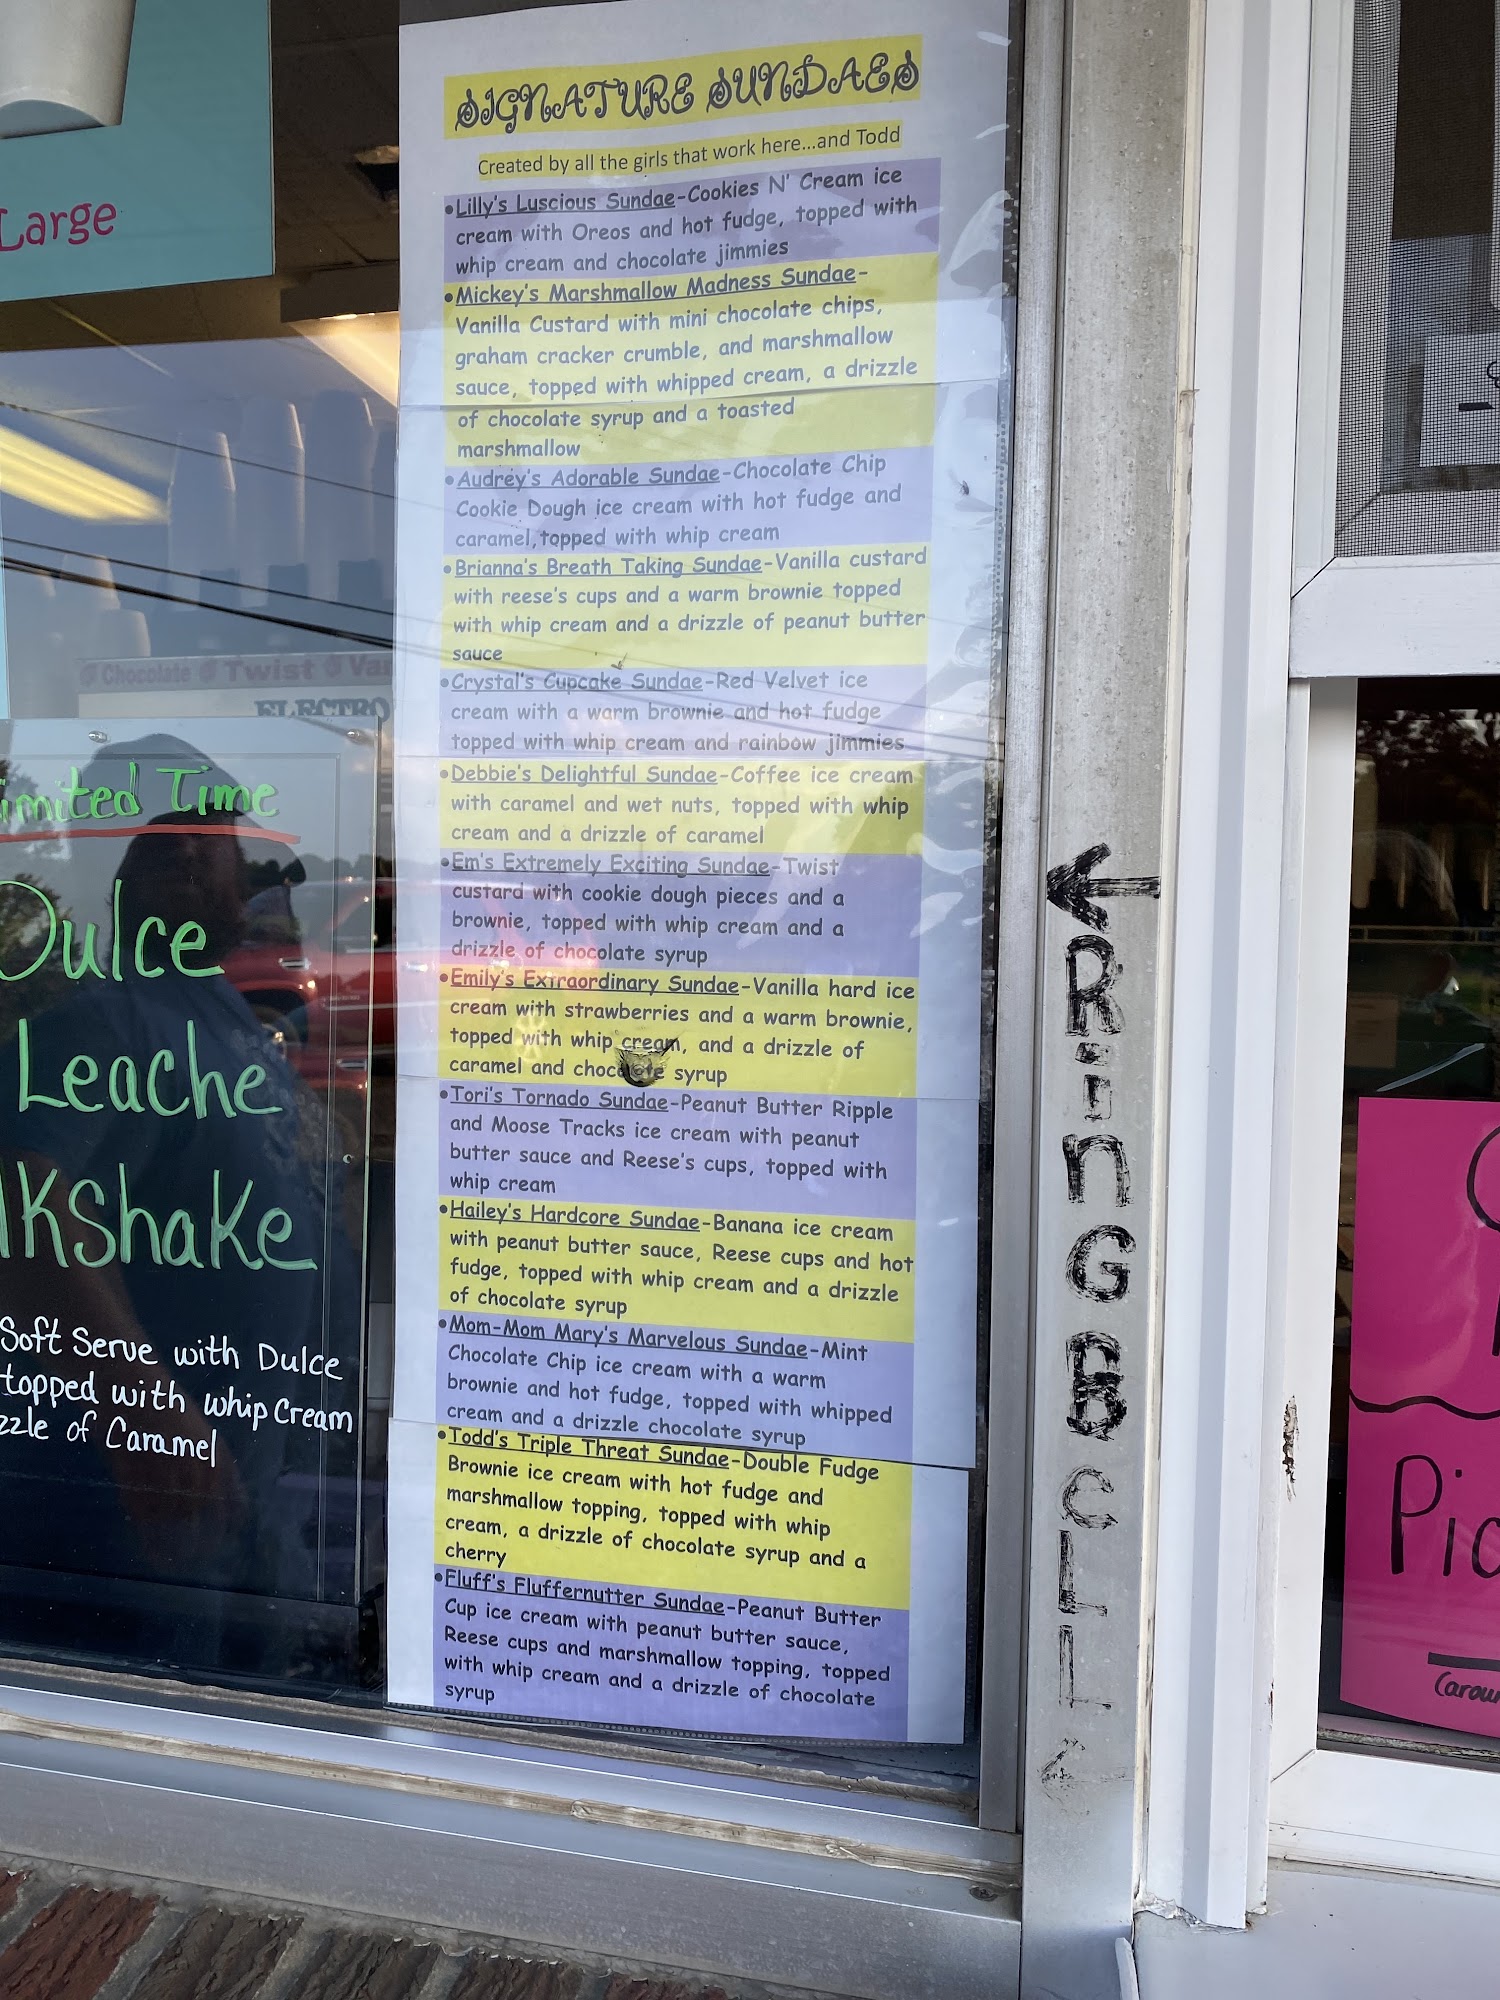 Large
SIGNATURE SUNDAES
Created by all the girls that work here...and Todd
•Lilly's Luscious Sundae-Cookies N' Cream ice
cream with Oreos and hot fudge, topped with
whip cream and chocolate jimmies
•Mickey's Marshmallow Madness Sundae-
Vanilla Custard with mini chocolate chips,
graham cracker crumble, and marshmallow
sauce, topped with whipped cream, a drizzle
of chocolate syrup and a toasted
marshmallow
•Audrey's Adorable Sundae-Chocolate Chip
Cookie Dough ice cream with hot fudge and
caramel,topped with whip cream
•Brianna's Breath Taking Sundae-Vanilla custard
with reese's cups and a warm brownie topped
with whip cream and a drizzle of peanut butter
sauce
•Crystal's Cupcake Sundae-Red Velvet ice
cream with a warm brownie and hot fudge
topped with whip cream and rainbow jimmies
•Debbie's Delightful Sundae-Coffee ice cream
with caramel and wet nuts, topped with whip
cream and a drizzle of caramel
•Em's Extremely Exciting Sundae-Twist
custard with cookie dough pieces and a
brownie, topped with whip cream and a
drizzle of chocolate syrup
•Emily's Extraordinary Sundae-Vanilla hard ice
cream with strawberries and a warm brownie,
topped with whip cream, and a drizzle of
caramel and chocolate syrup
•Tori's Tornado Sundae-Peanut Butter Ripple
and Moose Tracks ice cream with peanut
butter sauce and Reese's cups, topped with
whip cream
•Hailey's Hardcore Sundae-Banana ice cream
with peanut butter sauce, Reese cups and hot
fudge, topped with whip cream and a drizzle
of chocolate syrup
•Mom-Mom Mary's Marvelous Sundae-Mint
Chocolate Chip ice cream with a warm
brownie and hot fudge, topped with whipped
cream and a drizzle chocolate syrup
•Todd's Triple Threat Sundae-Double Fudge
Brownie ice cream with hot fudge and
marshmallow topping, topped with whip
cream, a drizzle of chocolate syrup and a
cherry
•Fluff's Fluffernutter Sundae-Peanut Butter
Cup ice cream with peanut butter sauce,
Reese cups and marshmallow topping, topped
with whip cream and a drizzle of chocolate
syrup
Chocolate Twist Van
ELECTRO
imited Time
Dulce
Leache
lkshake
Soft Serve with Dulce
topped with whip cream
zzle of Caramel
RinG BeLL
Pic
(arou